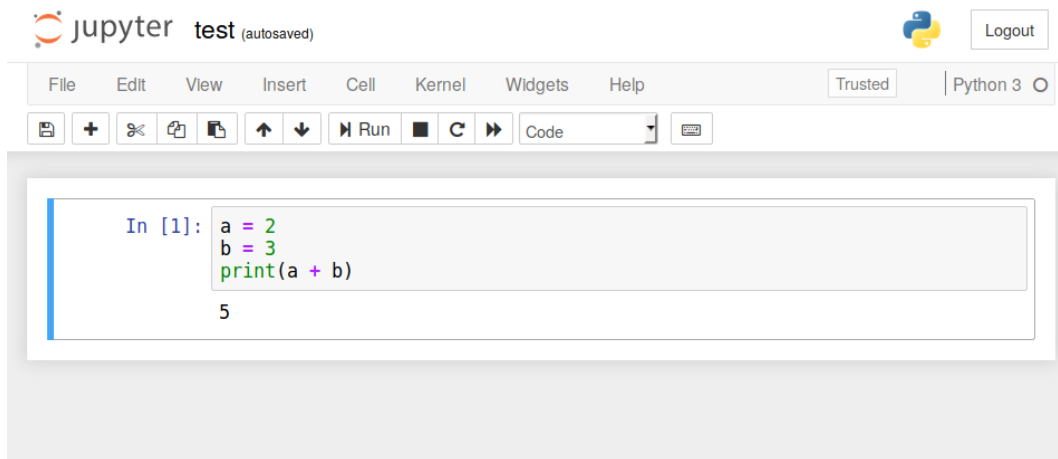 jupyter test (autosaved) Logout
File Edit View Insert Cell Kernel Widgets Help Trusted Python 3
Run Code
In [1]: a = 2
b = 3
print(a + b)
5